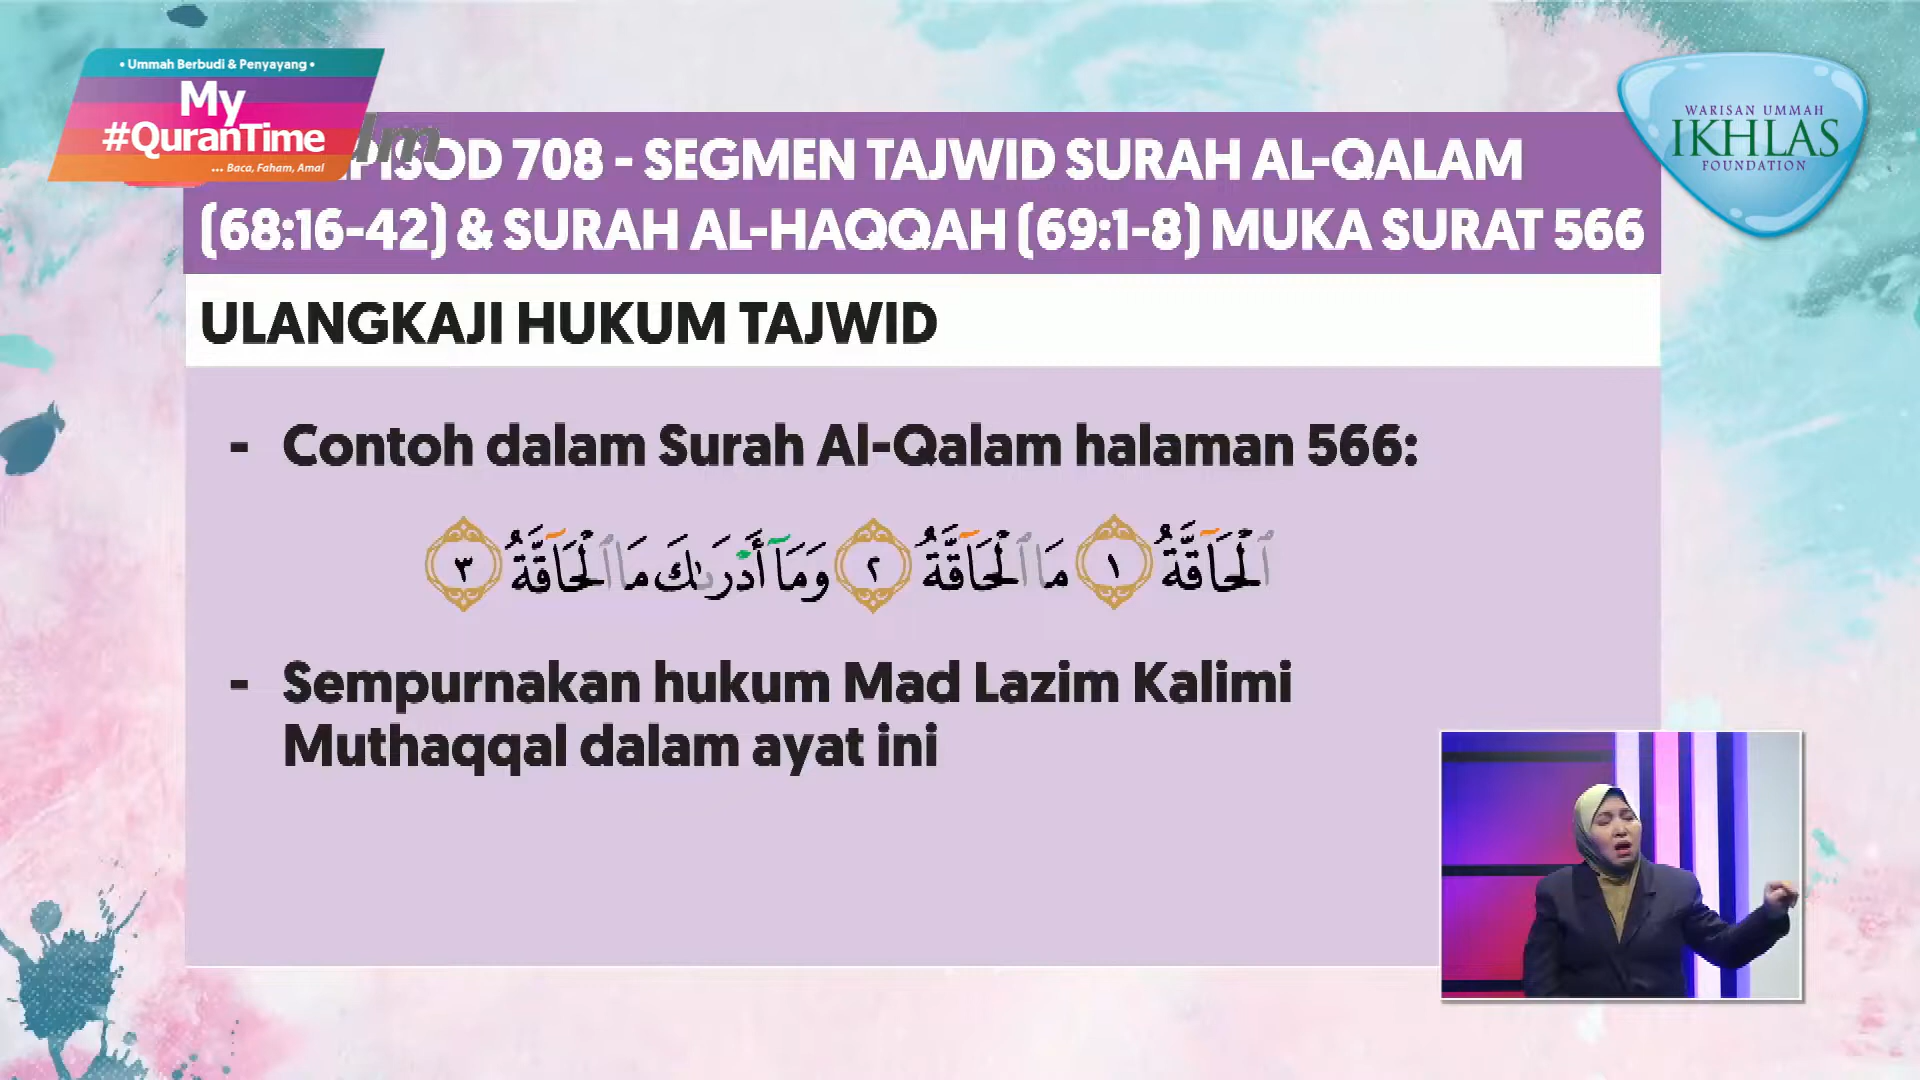 • Ummah Berbudi & Penyayang •
My
#QuranTime
... Baca, Faham, Amal
WARISAN UMMAH
IKHLAS
FOUNDATION
EPISOD 708 - SEGMEN TAJWID SURAH AL-QALAM
(68:16-42) & SURAH AL-HAQQAH (69:1-8) MUKA SURAT 566
ULANGKAJI HUKUM TAJWID
- Contoh dalam Surah Al-Qalam halaman 566:
ٱلْحَآقَّةُ ١ مَا ٱلْحَآقَّةُ ٢ وَمَآ أَدْرَىٰكَ مَا ٱلْحَآقَّةُ ٣
- Sempurnakan hukum Mad Lazim Kalimi
Muthaqqal dalam ayat ini